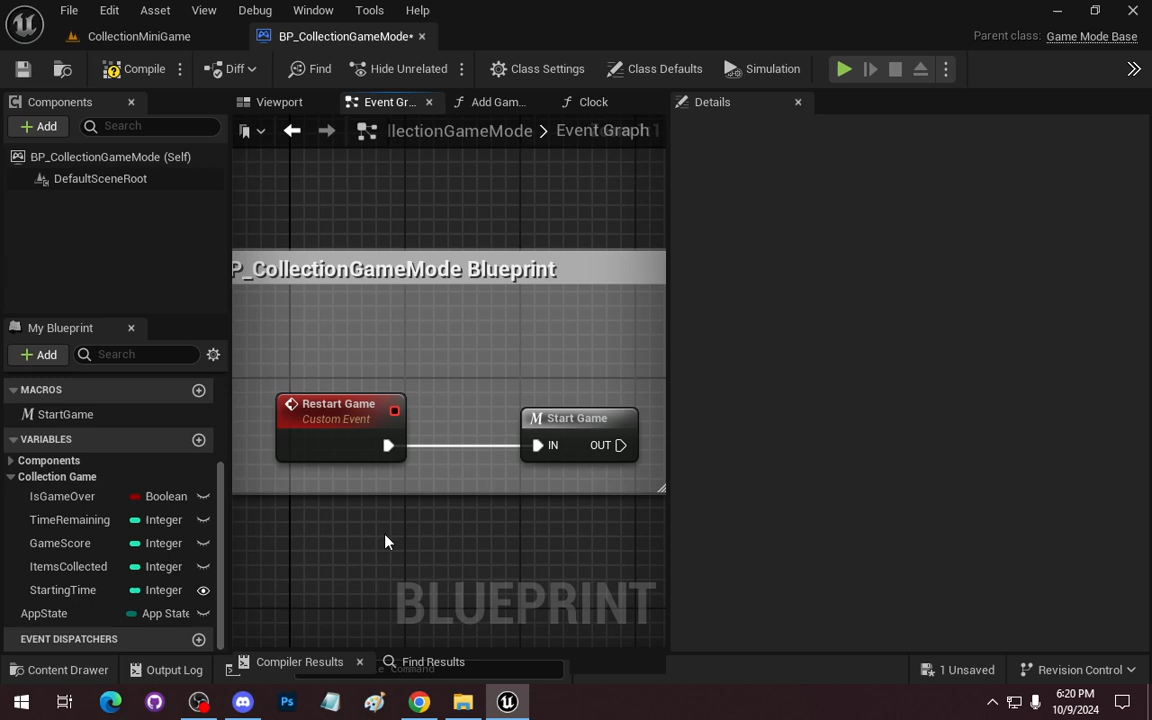 File Edit Asset View Debug Window Tools Help
CollectionMiniGame
BP_CollectionGameMode*
Parent class: Game Mode Base
Compile
Diff
Find
Hide Unrelated
Class Settings
Class Defaults
Simulation
Components
Viewport
Event Gr...
Add Gam...
Clock
Details
Add
Search
llectionGameMode > Event Graph
BP_CollectionGameMode (Self)
DefaultSceneRoot
P_CollectionGameMode Blueprint
My Blueprint
Add
Search
MACROS
StartGame
VARIABLES
Components
Collection Game
IsGameOver Boolean
TimeRemaining Integer
GameScore Integer
ItemsCollected Integer
StartingTime Integer
AppState App State
EVENT DISPATCHERS
Restart Game
Custom Event
Start Game
IN OUT
BLUEPRINT
Compiler Results
Find Results
Content Drawer
Output Log
1 Unsaved
Revision Control
6:20 PM
10/9/2024